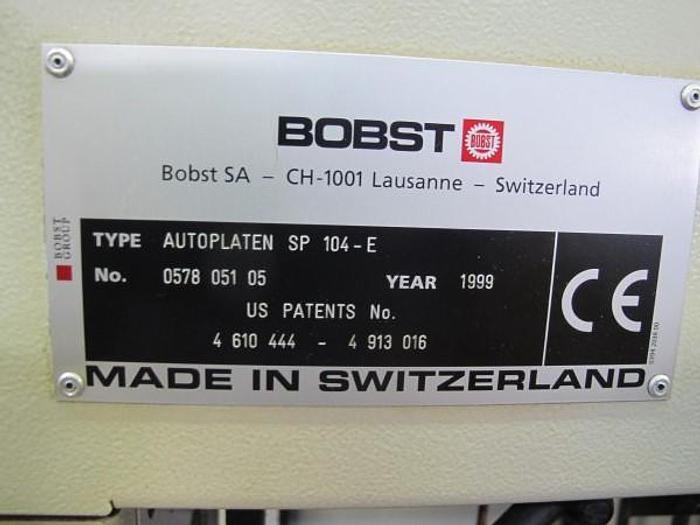 BOBST BOBST
Bobst SA – CH-1001 Lausanne – Switzerland
BOBST
GROUP
TYPE AUTOPLATEN SP 104-E
No. 0578 051 05 YEAR 1999
US PATENTS No.
4 610 444 - 4 913 016
CE
MADE IN SWITZERLAND